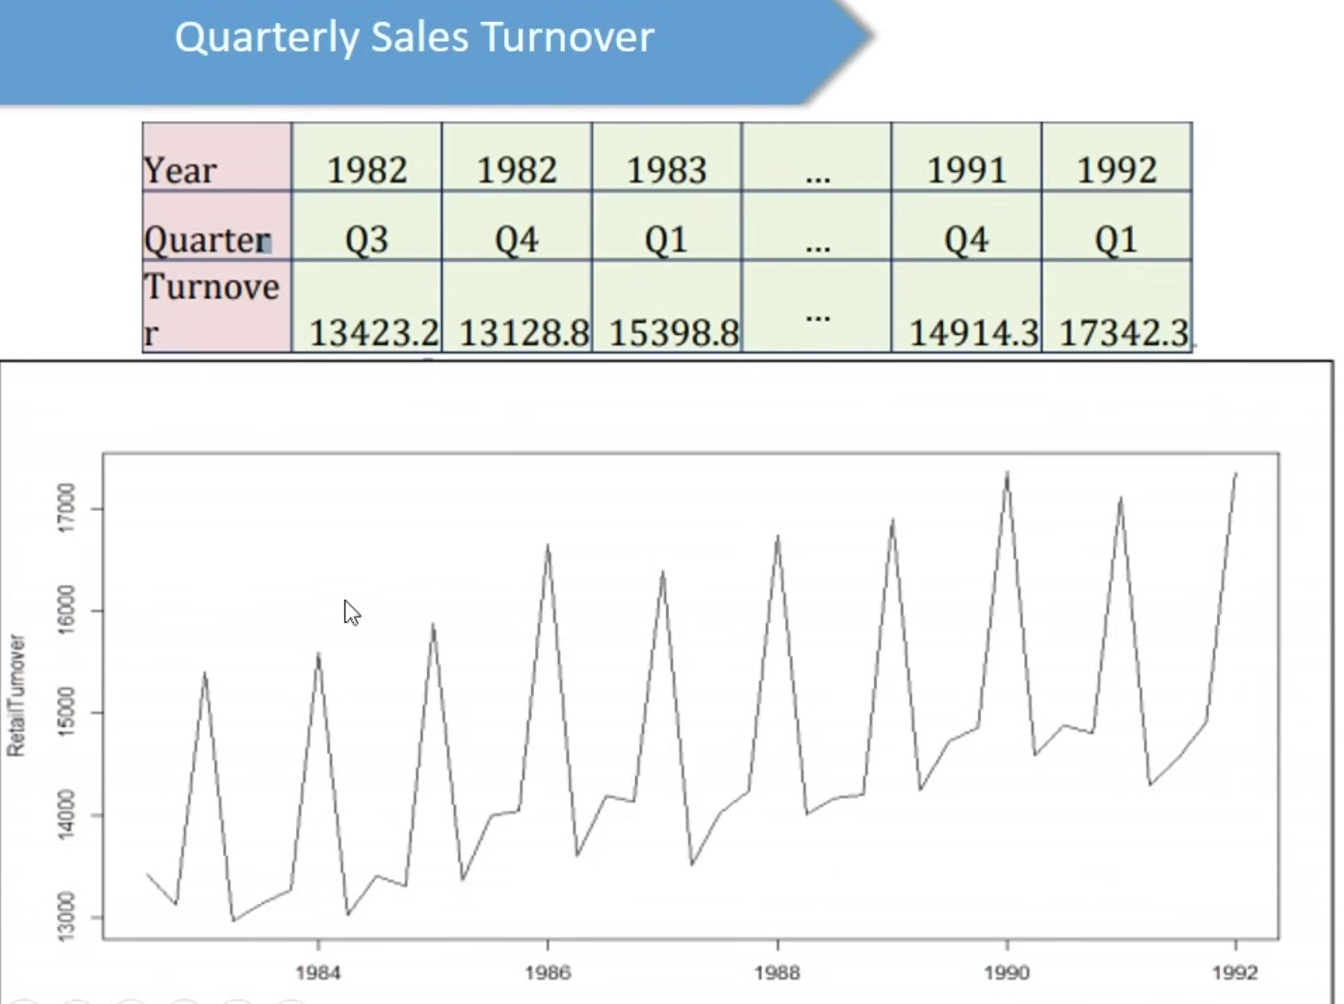 Quarterly Sales Turnover
Year 1982 1982 1983 ... 1991 1992
Quarter Q3 Q4 Q1 ... Q4 Q1
Turnove
r 13423.2 13128.8 15398.8 ... 14914.3 17342.3
17000
16000
15000
14000
13000
RetailTurnover
1984 1986 1988 1990 1992